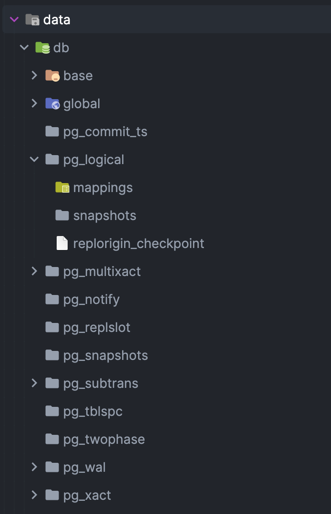 data
db
base
global
pg_commit_ts
pg_logical
mappings
snapshots
replorigin_checkpoint
pg_multixact
pg_notify
pg_replslot
pg_snapshots
pg_subtrans
pg_tblspc
pg_twophase
pg_wal
pg_xact